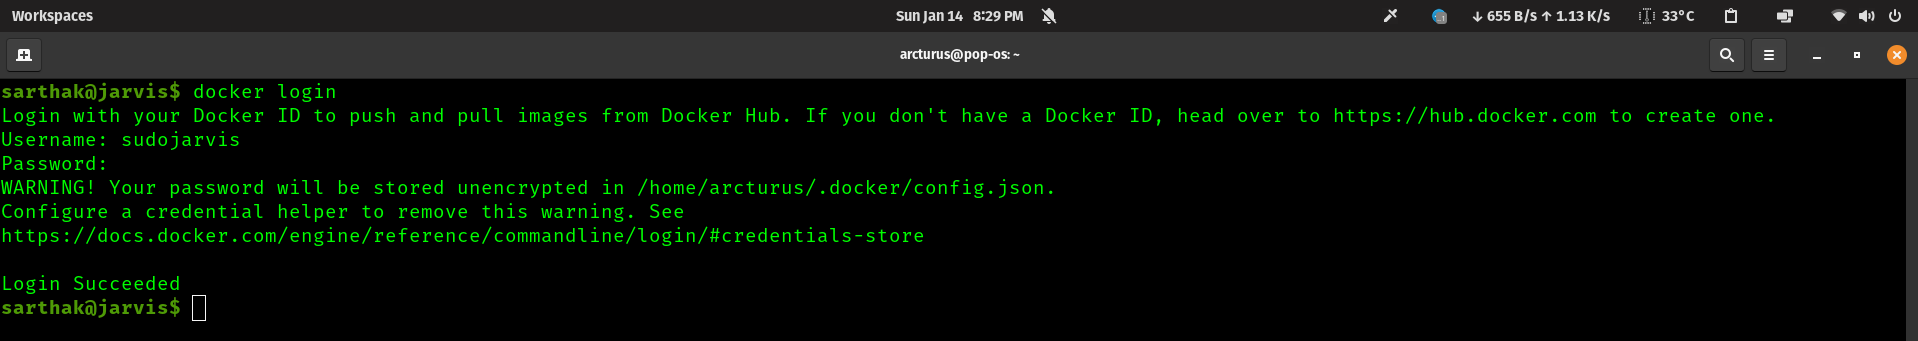 Workspaces
Sun Jan 14 8:29 PM
↓ 655 B/s ↑ 1.13 K/s
33°C
arcturus@pop-os: ~
sarthak@jarvis$ docker login
Login with your Docker ID to push and pull images from Docker Hub. If you don't have a Docker ID, head over to https://hub.docker.com to create one.
Username: sudojarvis
Password:
WARNING! Your password will be stored unencrypted in /home/arcturus/.docker/config.json.
Configure a credential helper to remove this warning. See
https://docs.docker.com/engine/reference/commandline/login/#credentials-store
Login Succeeded
sarthak@jarvis$